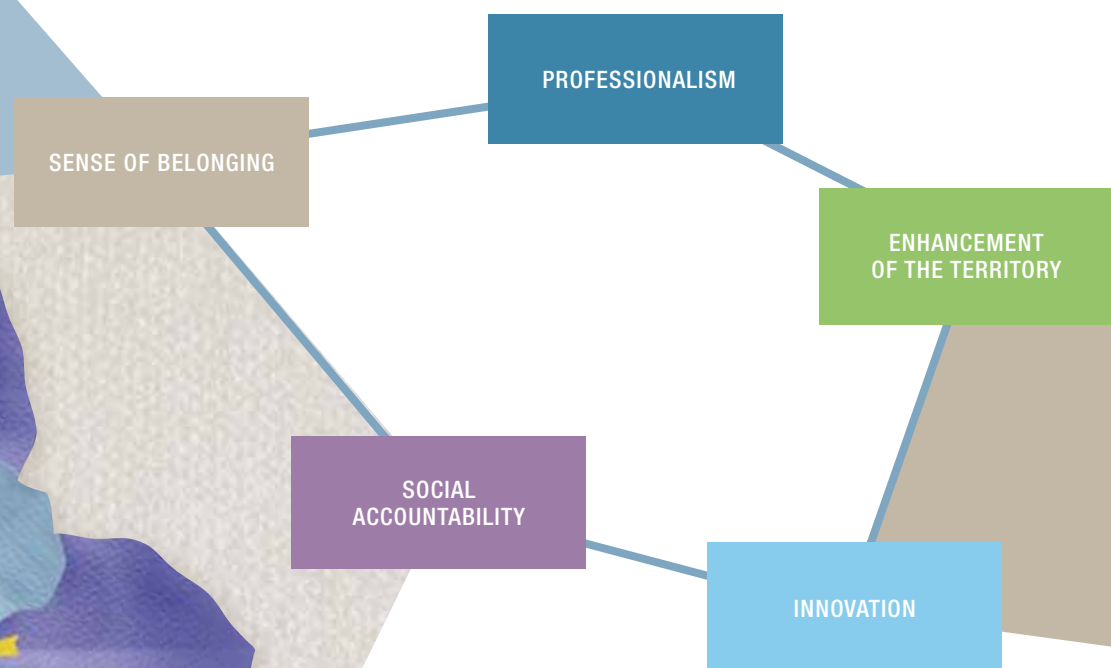 PROFESSIONALISM
SENSE OF BELONGING
ENHANCEMENT
OF THE TERRITORY
SOCIAL
ACCOUNTABILITY
INNOVATION